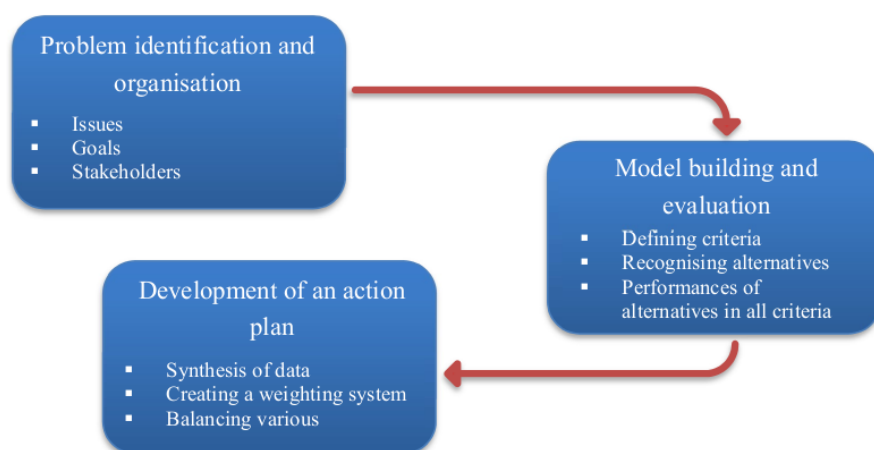 Problem identification and
organisation
▪ Issues
▪ Goals
▪ Stakeholders
Model building and
evaluation
▪ Defining criteria
▪ Recognising alternatives
▪ Performances of
alternatives in all criteria
Development of an action
plan
▪ Synthesis of data
▪ Creating a weighting system
▪ Balancing various